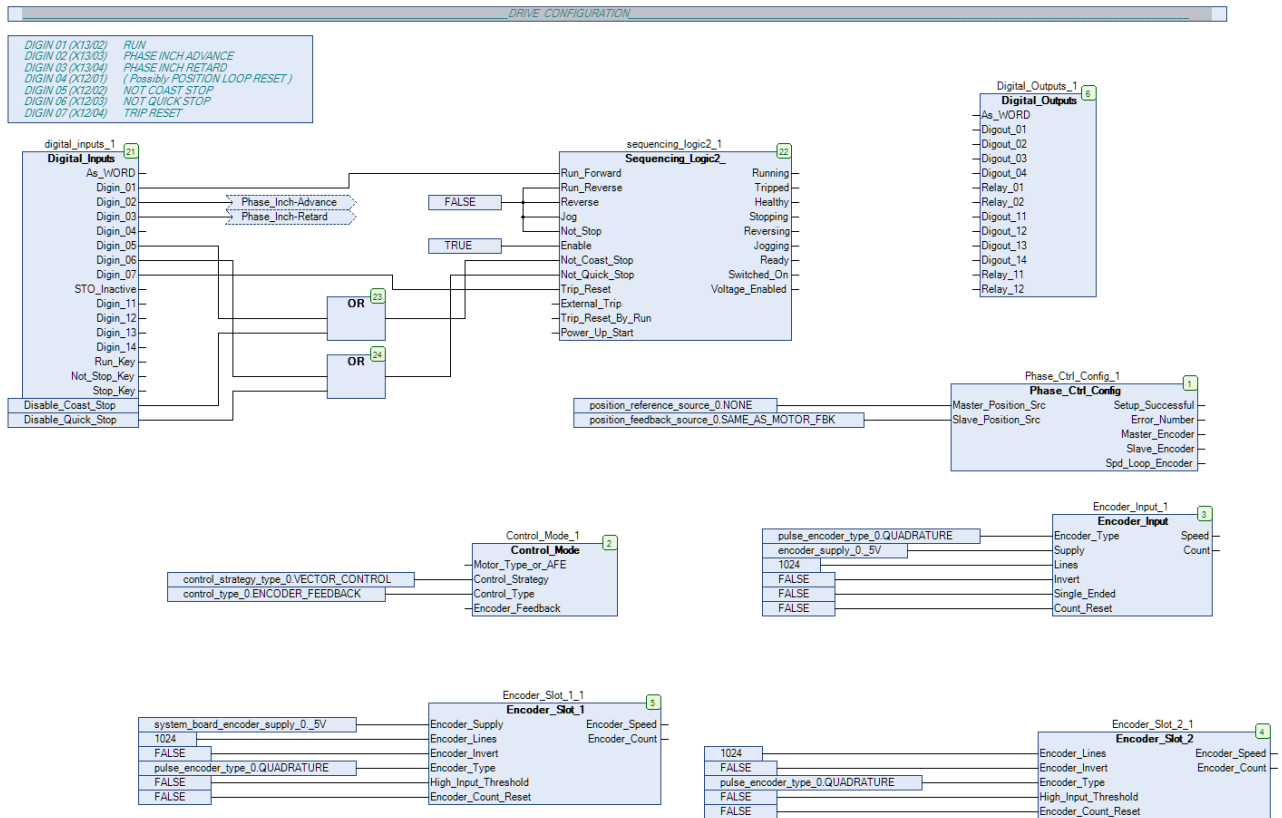 DRIVE CONFIGURATION
DIGIN 01 (X13/02) RUN
DIGIN 02 (X13/03) PHASE INCH ADVANCE
DIGIN 03 (X13/04) PHASE INCH RETARD
DIGIN 04 (X12/01) ( Possibly POSITION LOOP RESET )
DIGIN 05 (X12/02) NOT COAST STOP
DIGIN 06 (X12/03) NOT QUICK STOP
DIGIN 07 (X12/04) TRIP RESET
digital_inputs_1
21
Digital_Inputs
As_WORD
Digin_01
Digin_02
Digin_03
Digin_04
Digin_05
Digin_06
Digin_07
STO_Inactive
Digin_11
Digin_12
Digin_13
Digin_14
Run_Key
Not_Stop_Key
Stop_Key
Disable_Coast_Stop
Disable_Quick_Stop
Phase_Inch-Advance
Phase_Inch-Retard
OR
23
OR
24
FALSE
TRUE
sequencing_logic2_1
22
Sequencing_Logic2_
Run_Forward Running
Run_Reverse Tripped
Reverse Healthy
Jog Stopping
Not_Stop Reversing
Enable Jogging
Not_Coast_Stop Ready
Not_Quick_Stop Switched_On
Trip_Reset Voltage_Enabled
External_Trip
Trip_Reset_By_Run
Power_Up_Start
Digital_Outputs_1
6
Digital_Outputs
As_WORD
Digout_01
Digout_02
Digout_03
Digout_04
Relay_01
Relay_02
Digout_11
Digout_12
Digout_13
Digout_14
Relay_11
Relay_12
Phase_Ctrl_Config_1
1
Phase_Ctrl_Config
position_reference_source_0.NONE
position_feedback_source_0.SAME_AS_MOTOR_FBK
Master_Position_Src Setup_Successful
Slave_Position_Src Error_Number
Master_Encoder
Slave_Encoder
Spd_Loop_Encoder
Control_Mode_1
2
Control_Mode
Motor_Type_or_AFE
control_strategy_type_0.VECTOR_CONTROL Control_Strategy
control_type_0.ENCODER_FEEDBACK Control_Type
Encoder_Feedback
Encoder_Input_1
3
Encoder_Input
pulse_encoder_type_0.QUADRATURE Encoder_Type Speed
encoder_supply_0._5V Supply Count
1024 Lines
FALSE Invert
FALSE Single_Ended
FALSE Count_Reset
Encoder_Slot_1_1
5
Encoder_Slot_1
system_board_encoder_supply_0._5V Encoder_Supply Encoder_Speed
1024 Encoder_Lines Encoder_Count
FALSE Encoder_Invert
pulse_encoder_type_0.QUADRATURE Encoder_Type
FALSE High_Input_Threshold
FALSE Encoder_Count_Reset
Encoder_Slot_2_1
4
Encoder_Slot_2
1024 Encoder_Lines Encoder_Speed
FALSE Encoder_Invert Encoder_Count
pulse_encoder_type_0.QUADRATURE Encoder_Type
FALSE High_Input_Threshold
FALSE Encoder_Count_Reset